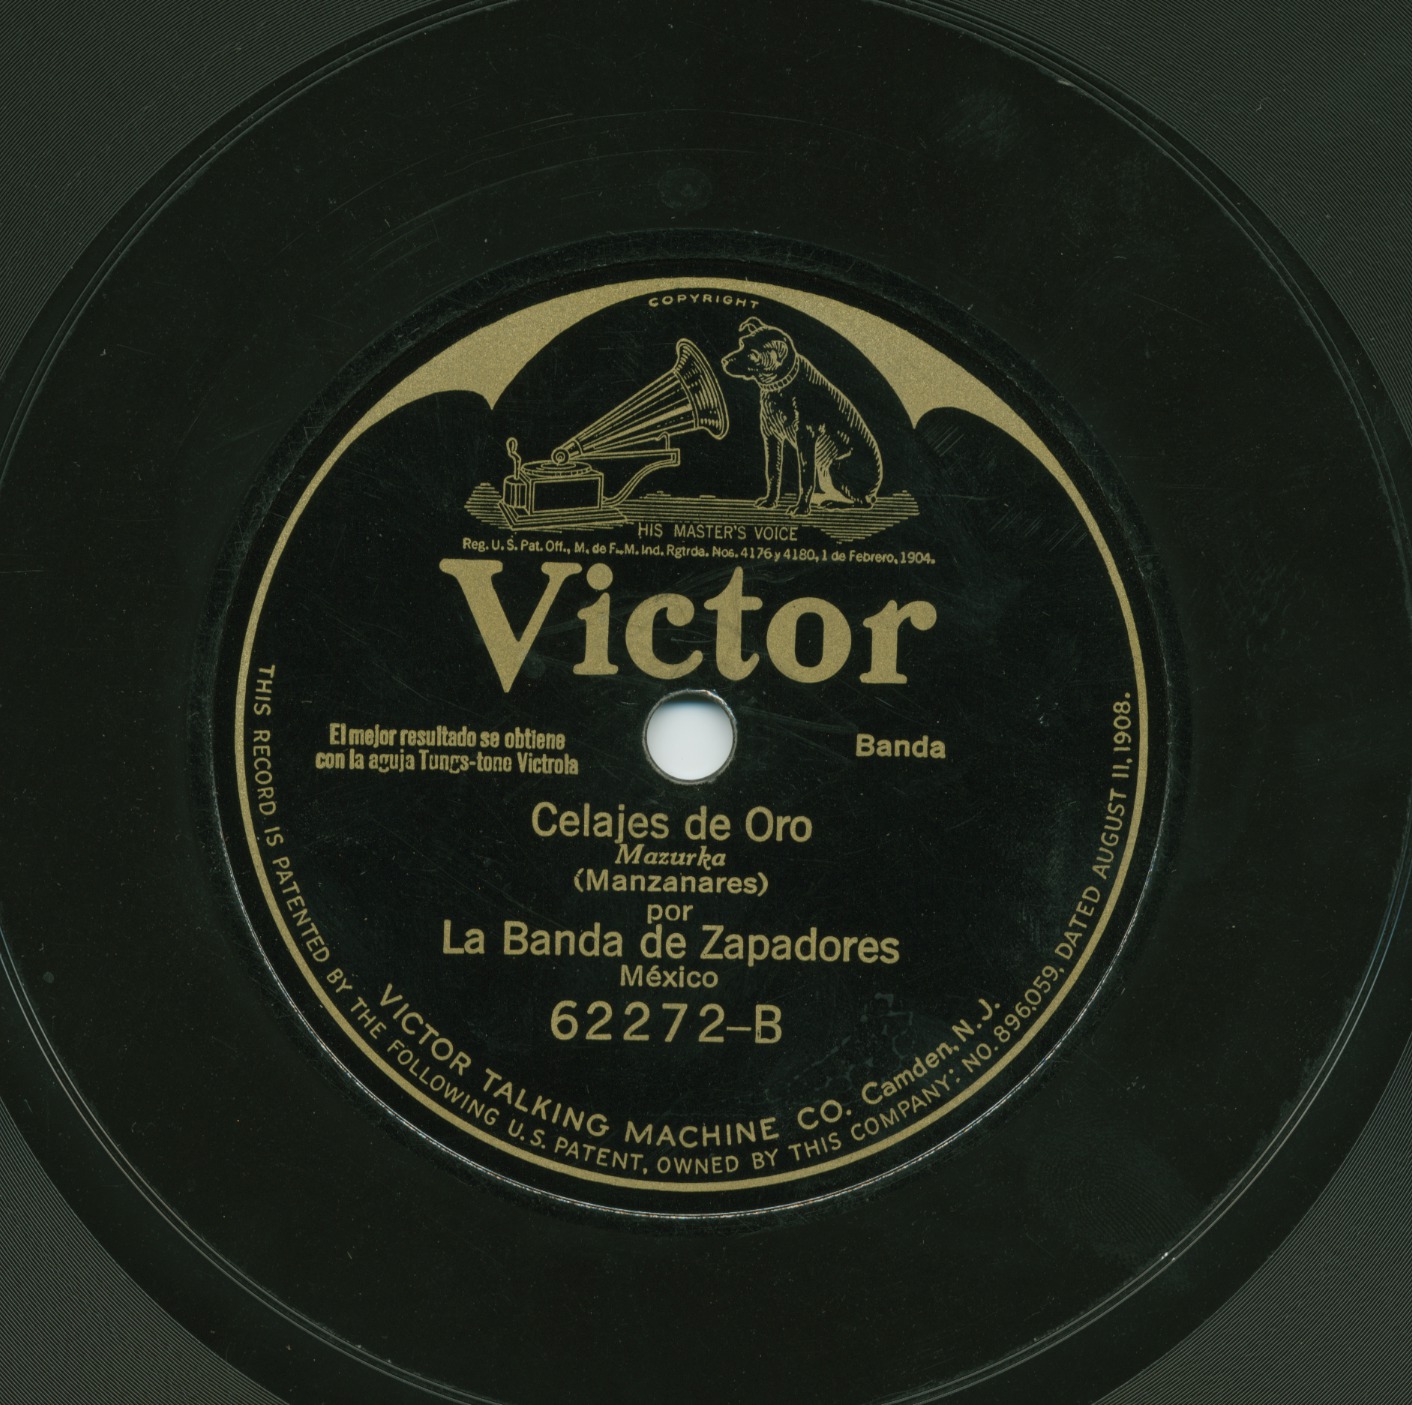 COPYRIGHT
HIS MASTER'S VOICE
Reg. U. S. Pat. Off., M. de F., M. Ind. Rgtrda. Nos. 4176 y 4180, 1 de Febrero, 1904.
Victor
El mejor resultado se obtiene
con la aguja Tungs-tone Victrola
Banda
Celajes de Oro
Mazurka
(Manzanares)
por
La Banda de Zapadores
México
62272-B
VICTOR TALKING MACHINE CO. Camden, N. J.
THIS RECORD IS PATENTED BY THE FOLLOWING U. S. PATENT, OWNED BY THIS COMPANY: NO. 896,059, DATED AUGUST 11, 1908.